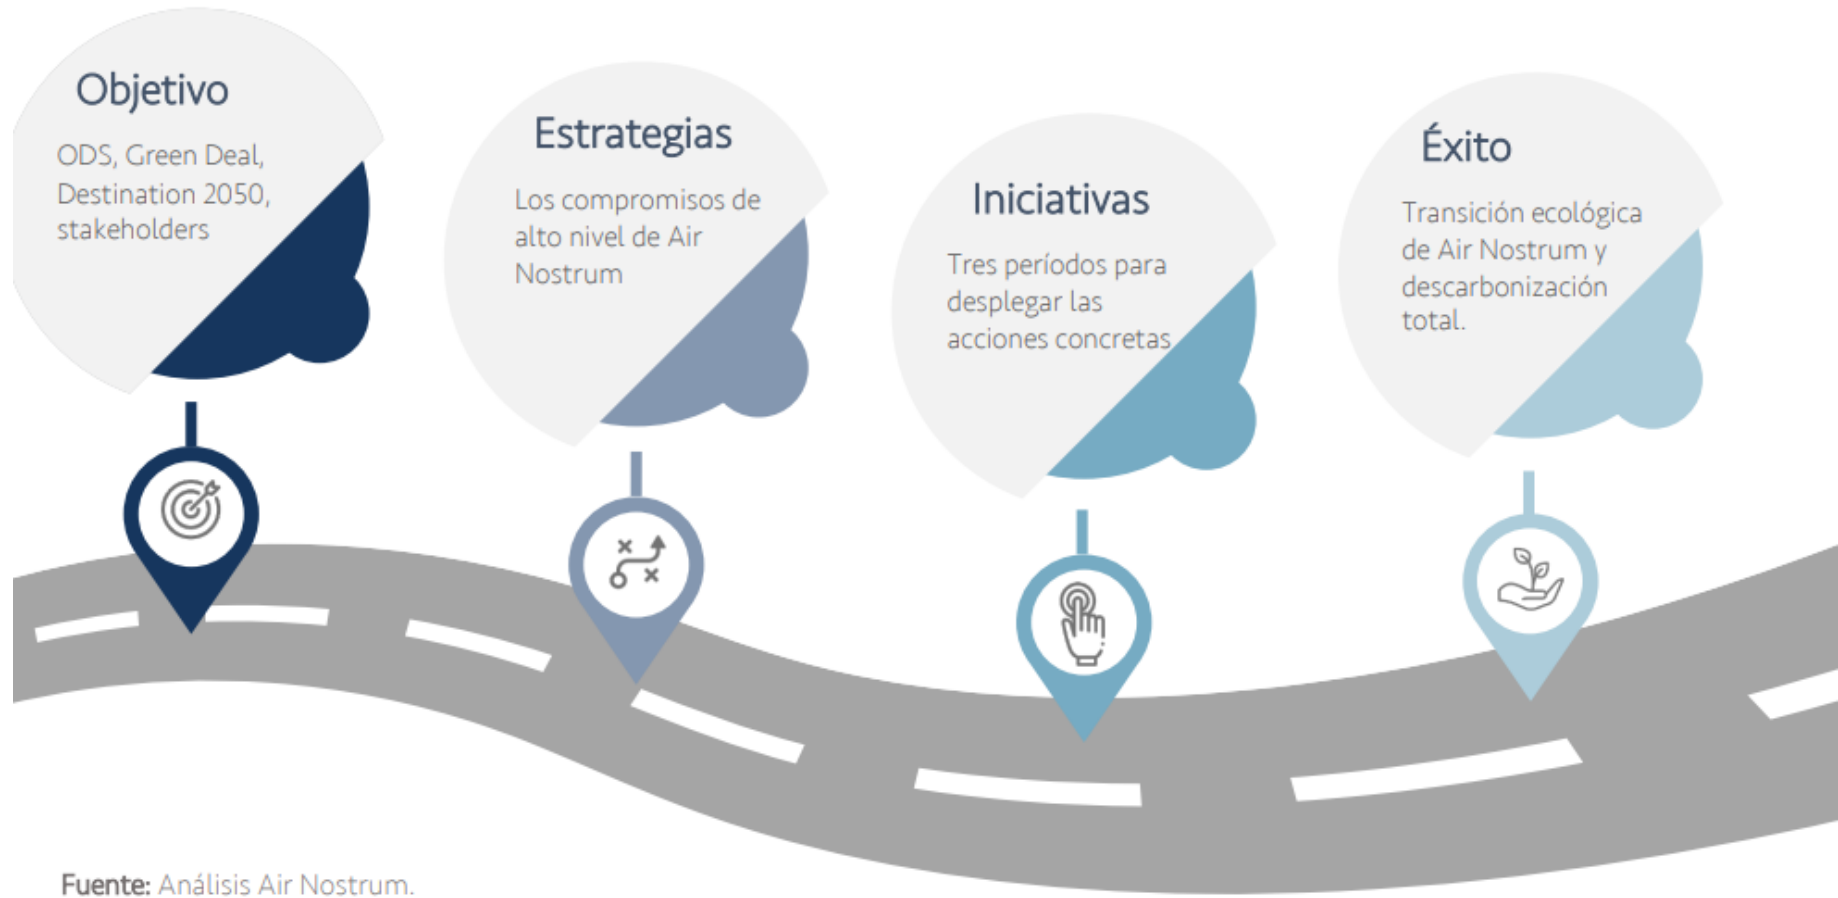 Objetivo
ODS, Green Deal,
Destination 2050,
stakeholders
Estrategias
Los compromisos de
alto nivel de Air
Nostrum
Iniciativas
Tres períodos para
desplegar las
acciones concretas
Éxito
Transición ecológica
de Air Nostrum y
descarbonización
total.
Fuente: Análisis Air Nostrum.